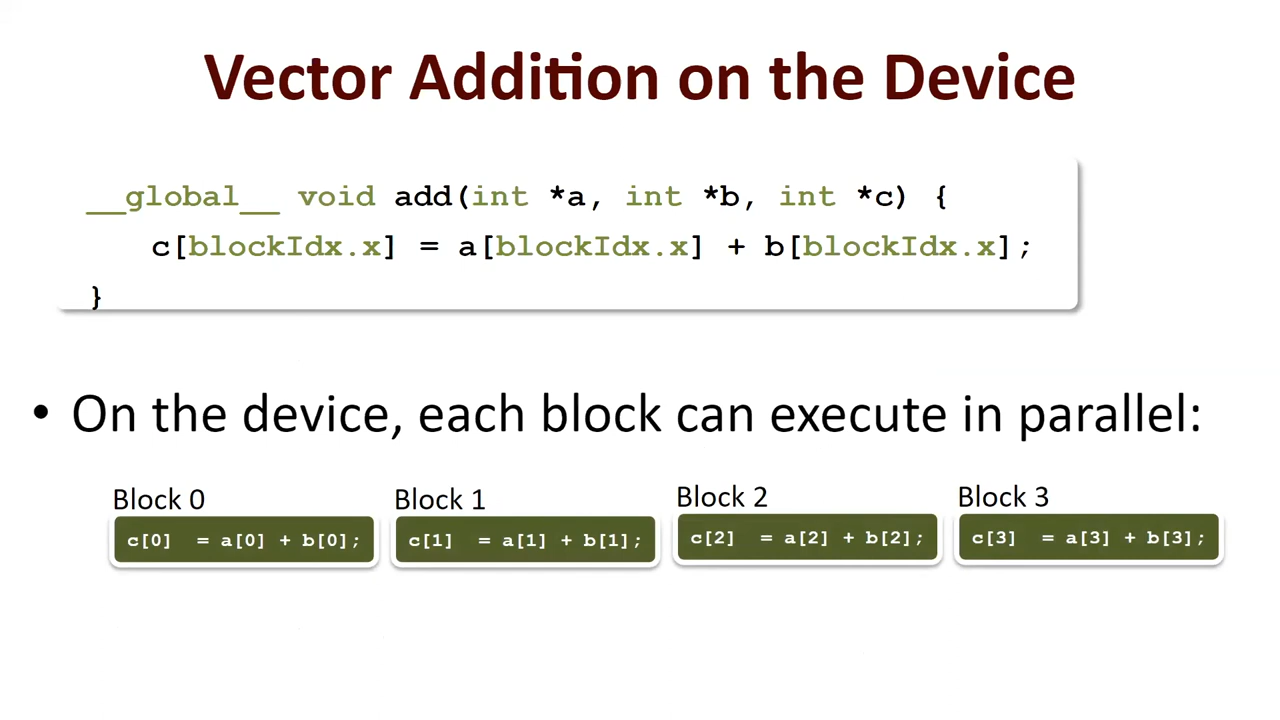 Vector Addition on the Device
__global__ void add(int *a, int *b, int *c) {
c[blockIdx.x] = a[blockIdx.x] + b[blockIdx.x];
}
• On the device, each block can execute in parallel:
Block 0
c[0] = a[0] + b[0];
Block 1
c[1] = a[1] + b[1];
Block 2
c[2] = a[2] + b[2];
Block 3
c[3] = a[3] + b[3];